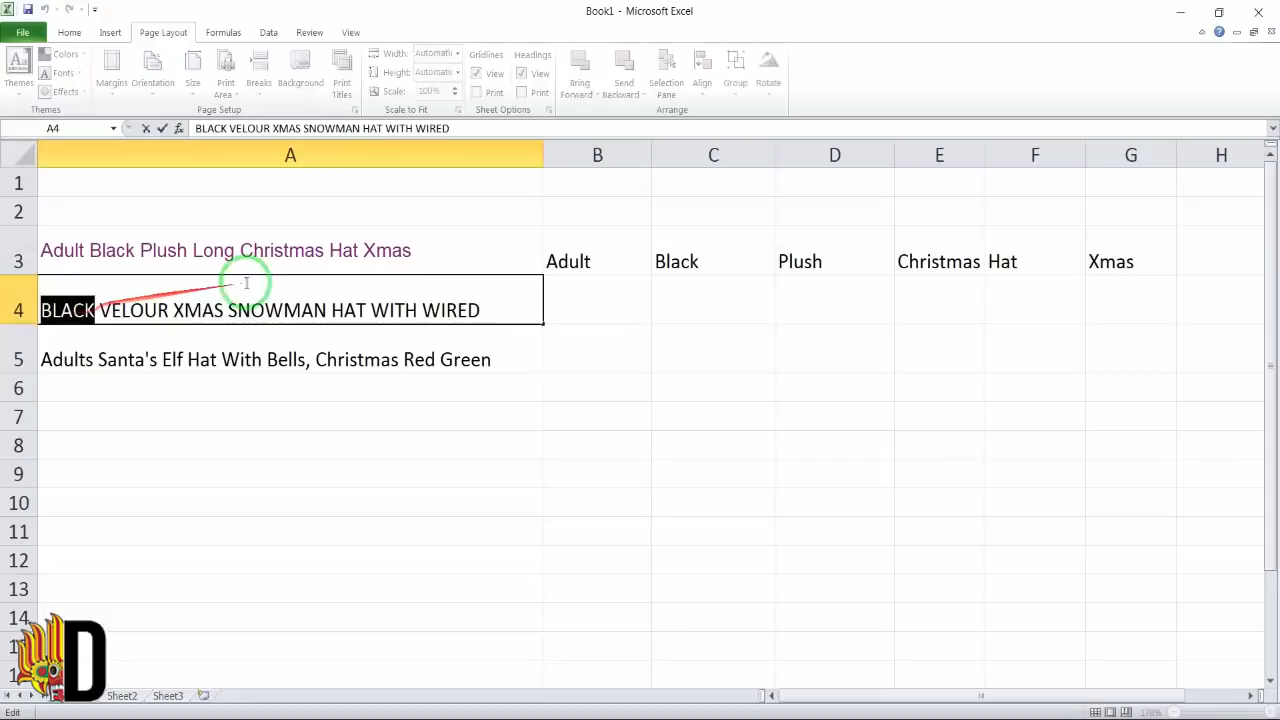 Book1 - Microsoft Excel
File Home Insert Page Layout Formulas Data Review View
Themes
Colors
Fonts
Effects
Themes
Margins
Orientation
Size
Print Area
Breaks
Background
Print Titles
Page Setup
Width: Automatic
Height: Automatic
Scale: 100%
Scale to Fit
Gridlines Headings
View View
Print Print
Sheet Options
Bring Forward
Send Backward
Selection Pane
Align
Group
Rotate
Arrange
A4 BLACK VELOUR XMAS SNOWMAN HAT WITH WIRED
A B C D E F G H
1
2
3 Adult Black Plush Long Christmas Hat Xmas Adult Black Plush Christmas Hat Xmas
4 BLACK VELOUR XMAS SNOWMAN HAT WITH WIRED
5 Adults Santa's Elf Hat With Bells, Christmas Red Green
6
7
8
9
10
11
12
13
14
D
Sheet2 Sheet3
Edit 170%